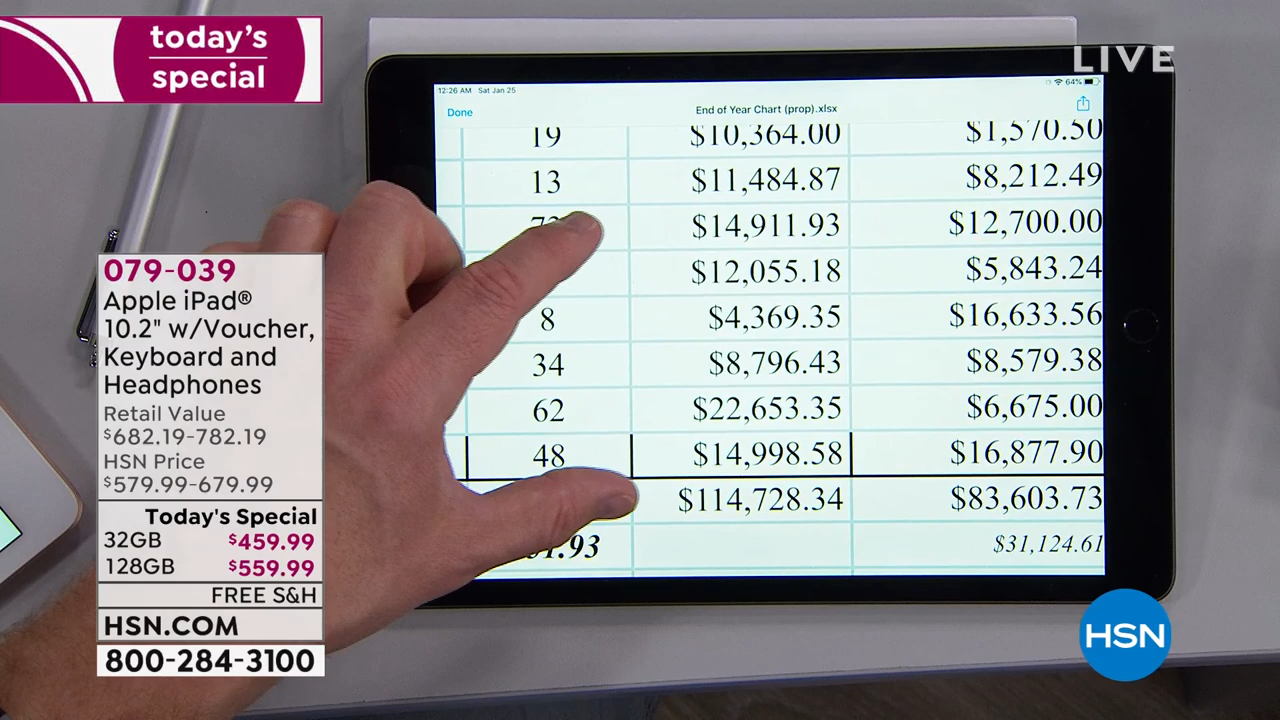 today's
special
LIVE
12:26 AM Sat Jan 25
64%
Done
End of Year Chart (prop).xlsx
19 $10,364.00 $1,570.50
13 $11,484.87 $8,212.49
$14,911.93 $12,700.00
$12,055.18 $5,843.24
8 $4,369.35 $16,633.56
34 $8,796.43 $8,579.38
62 $22,653.35 $6,675.00
48 $14,998.58 $16,877.90
$114,728.34 $83,603.73
.93 $31,124.61
079-039
Apple iPad®
10.2" w/Voucher,
Keyboard and
Headphones
Retail Value
$682.19-782.19
HSN Price
$579.99-679.99
Today's Special
32GB $459.99
128GB $559.99
FREE S&H
HSN.COM
800-284-3100
HSN